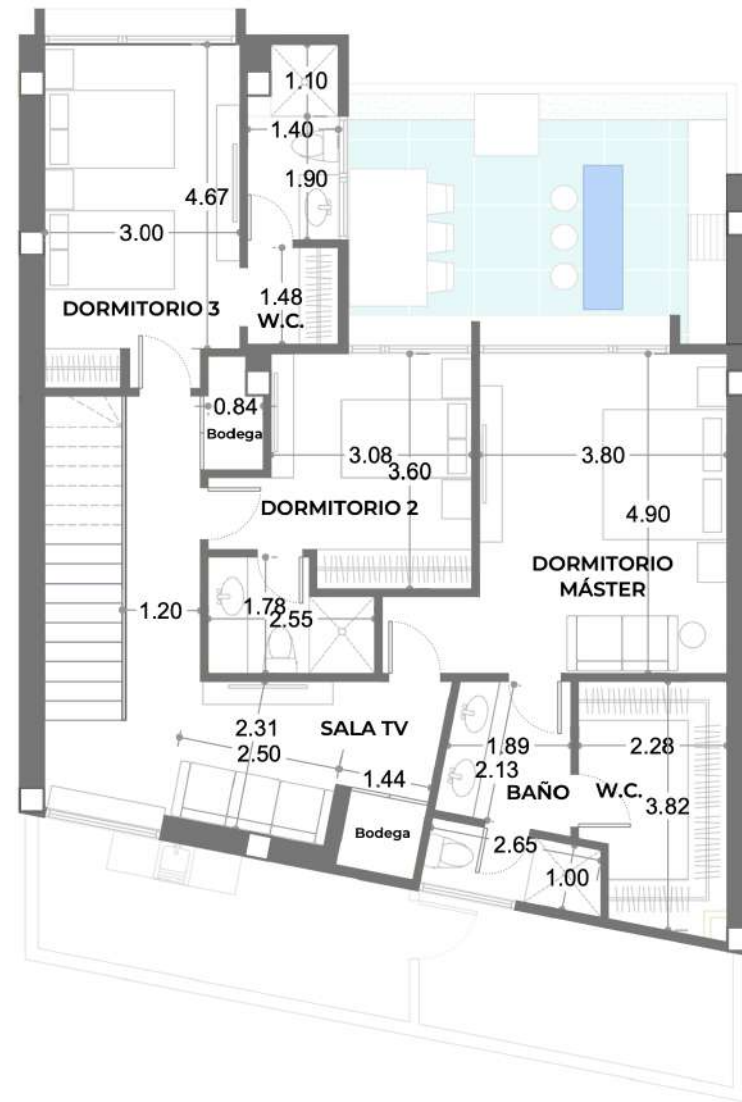 1.10
1.40
1.90
4.67
3.00
1.48
DORMITORIO 3
W.C.
0.84
Bodega
3.08
3.60
3.80
DORMITORIO 2
4.90
DORMITORIO
MÁSTER
1.78
2.55
1.20
2.31
SALA TV
2.50
1.44
1.89
2.13
2.28
BAÑO
W.C.
3.82
Bodega
2.65
1.00